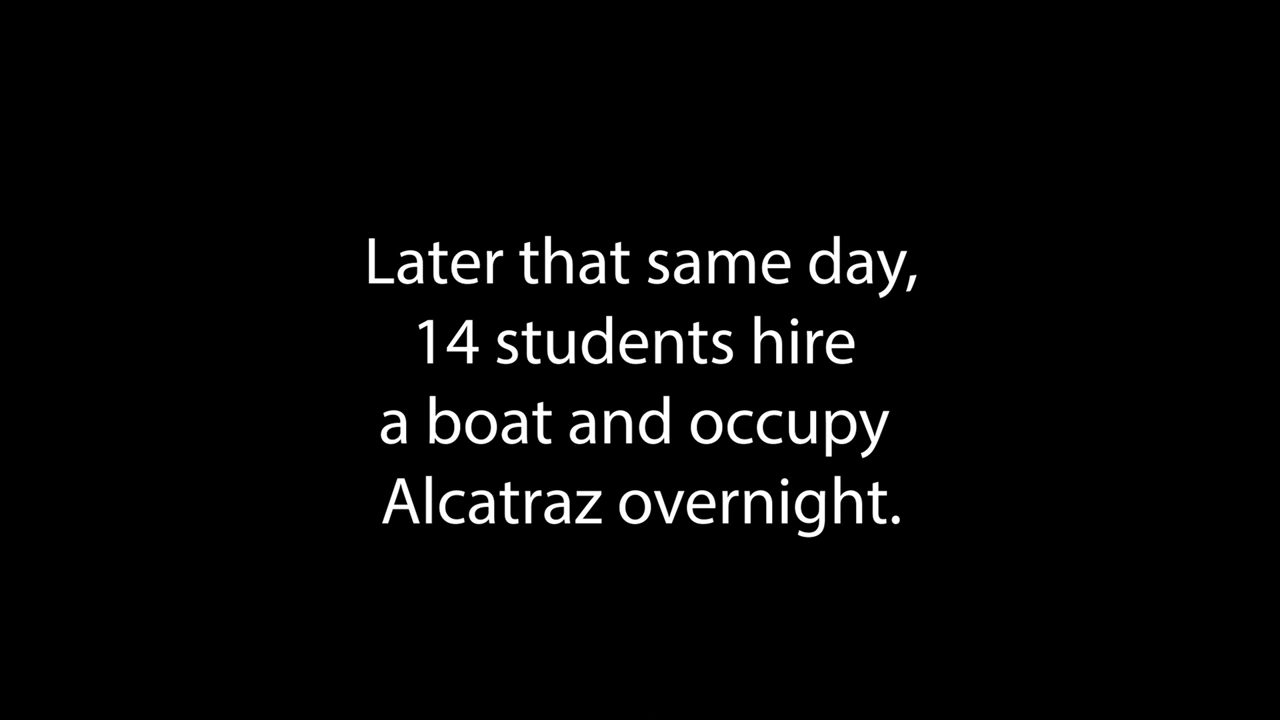 Later that same day,
14 students hire
a boat and occupy
Alcatraz overnight.